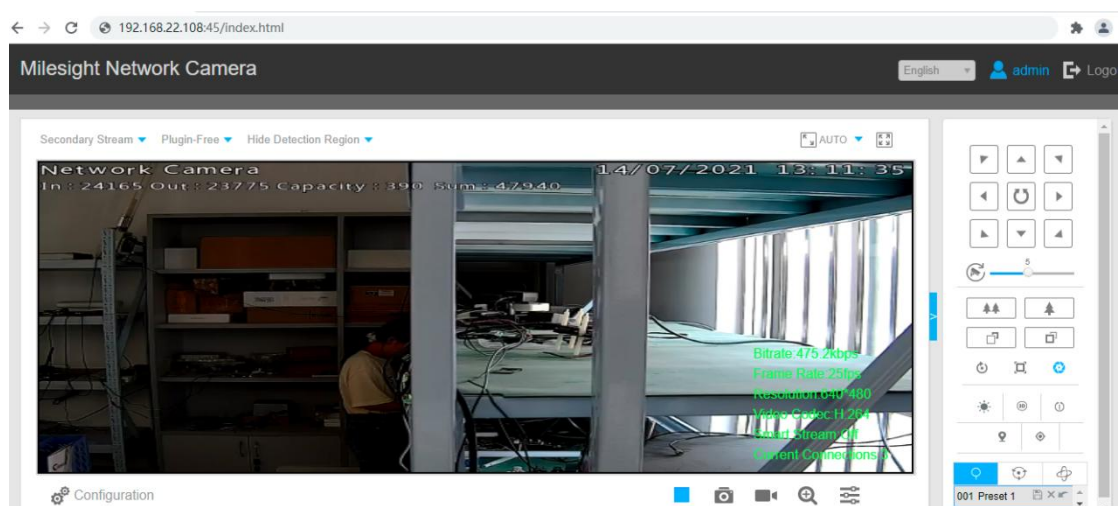 192.168.22.108:45/index.html
Milesight Network Camera
English
admin
Logo
Secondary Stream
Plugin-Free
Hide Detection Region
AUTO
Network Camera
14/07/2021 13:11:35
In:24165 Out:23775 Capacity:390 Sum:47940
5
Bitrate:475.2kbps
Frame Rate:25fps
Resolution:640*480
Video Codec:H.264
Smart Stream:Off
Current Connections:3
Configuration
001 Preset 1